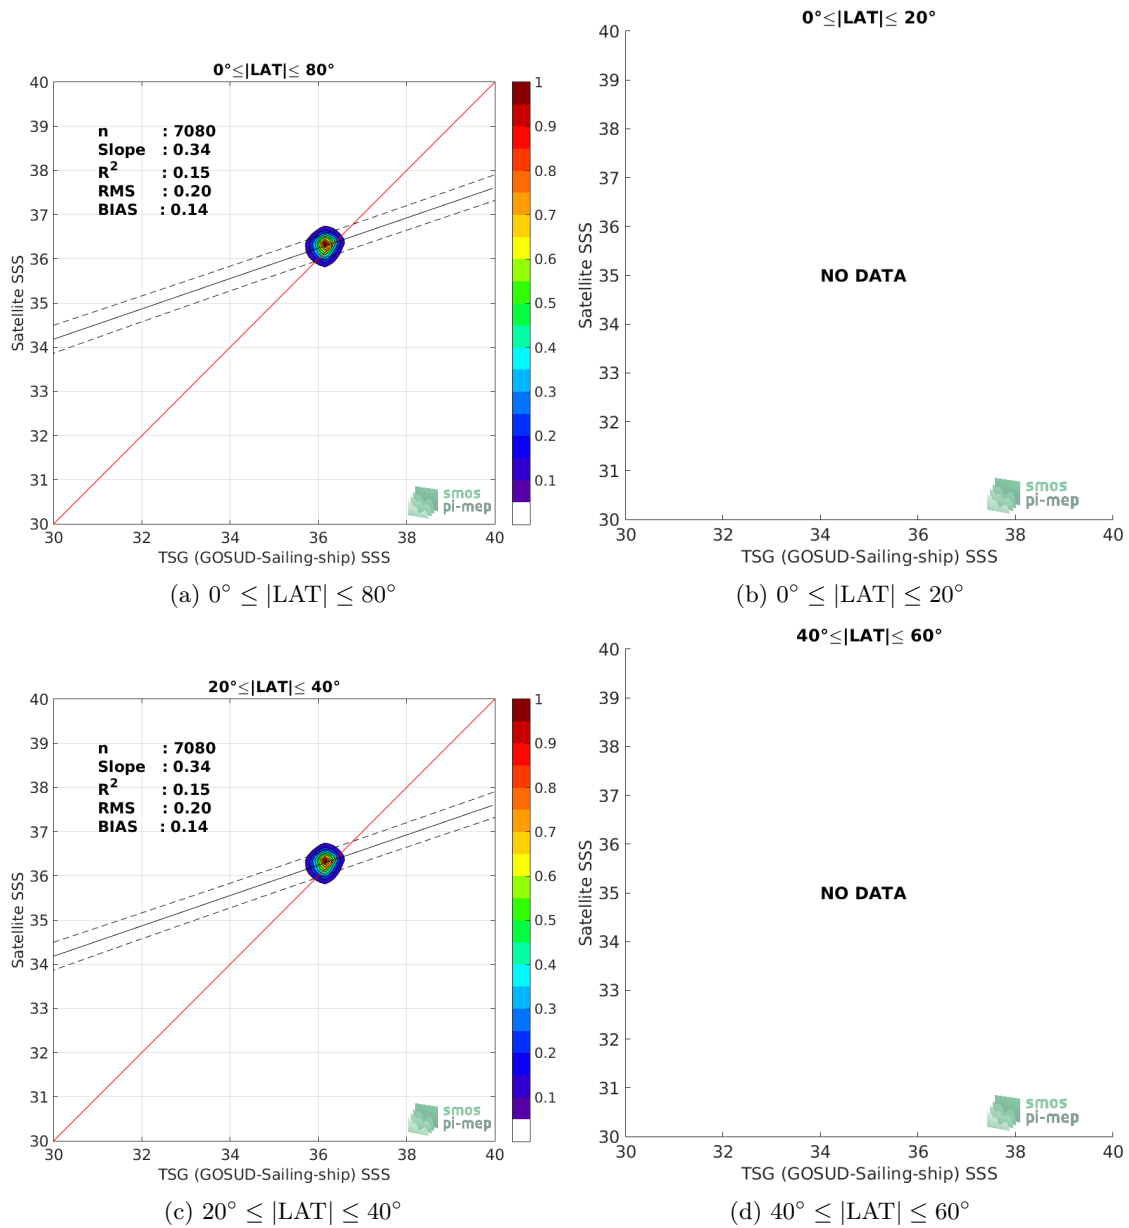 0°≤|LAT|≤ 80°
40
39
38
37
36
35
34
33
32
31
30
Satellite SSS
n : 7080
Slope : 0.34
R² : 0.15
RMS : 0.20
BIAS : 0.14
smos
pi-mep
30 32 34 36 38 40
TSG (GOSUD-Sailing-ship) SSS
1
0.9
0.8
0.7
0.6
0.5
0.4
0.3
0.2
0.1
(a) 0° ≤ |LAT| ≤ 80°
0°≤|LAT|≤ 20°
40
39
38
37
36
35
34
33
32
31
30
Satellite SSS
NO DATA
smos
pi-mep
30 32 34 36 38 40
TSG (GOSUD-Sailing-ship) SSS
(b) 0° ≤ |LAT| ≤ 20°
20°≤|LAT|≤ 40°
40
39
38
37
36
35
34
33
32
31
30
Satellite SSS
n : 7080
Slope : 0.34
R² : 0.15
RMS : 0.20
BIAS : 0.14
smos
pi-mep
30 32 34 36 38 40
TSG (GOSUD-Sailing-ship) SSS
1
0.9
0.8
0.7
0.6
0.5
0.4
0.3
0.2
0.1
(c) 20° ≤ |LAT| ≤ 40°
40°≤|LAT|≤ 60°
40
39
38
37
36
35
34
33
32
31
30
Satellite SSS
NO DATA
smos
pi-mep
30 32 34 36 38 40
TSG (GOSUD-Sailing-ship) SSS
(d) 40° ≤ |LAT| ≤ 60°